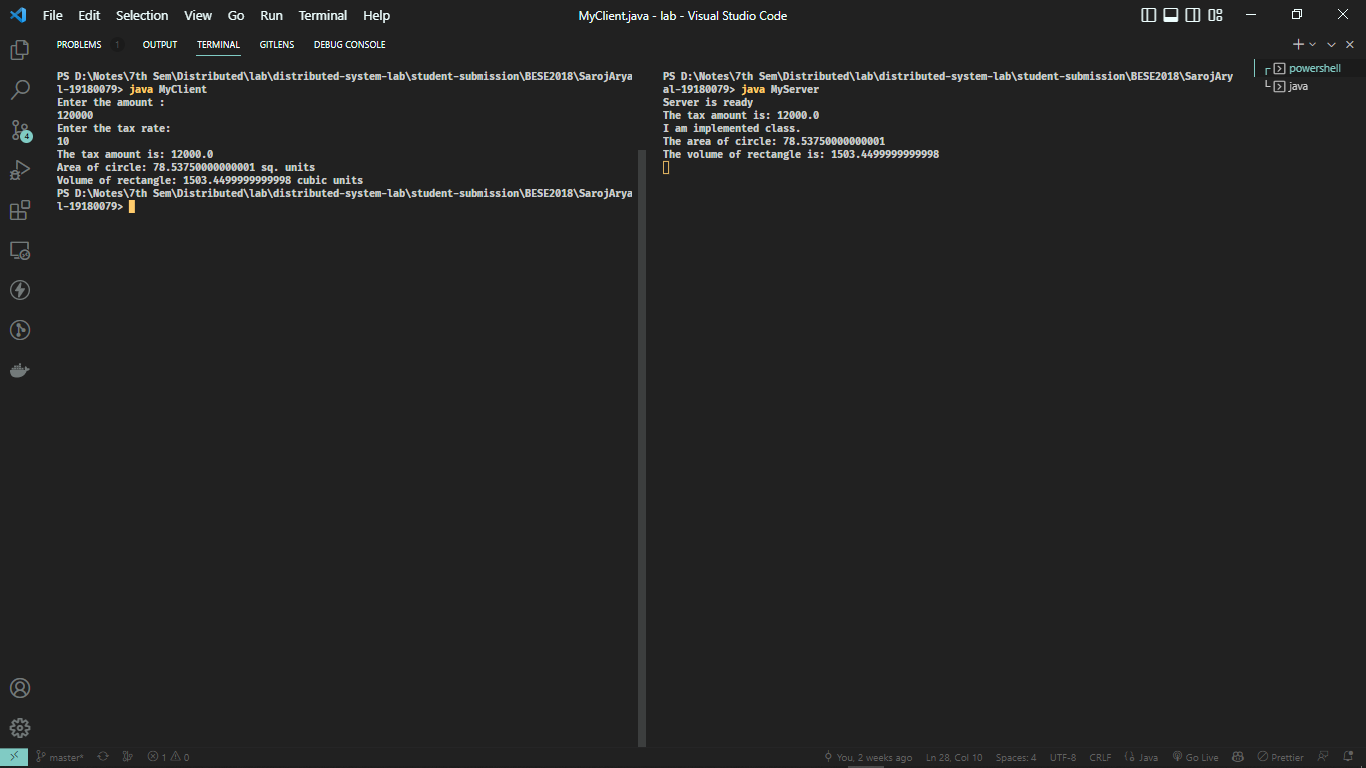 File Edit Selection View Go Run Terminal Help
MyClient.java - lab - Visual Studio Code
PROBLEMS 1 OUTPUT TERMINAL GITLENS DEBUG CONSOLE
PS D:\Notes\7th Sem\Distributed\lab\distributed-system-lab\student-submission\BESE2018\SarojArya
l-19180079> java MyClient
Enter the amount :
120000
Enter the tax rate:
10
The tax amount is: 12000.0
Area of circle: 78.53750000000001 sq. units
Volume of rectangle: 1503.4499999999998 cubic units
PS D:\Notes\7th Sem\Distributed\lab\distributed-system-lab\student-submission\BESE2018\SarojArya
l-19180079>
PS D:\Notes\7th Sem\Distributed\lab\distributed-system-lab\student-submission\BESE2018\SarojAry
al-19180079> java MyServer
Server is ready
The tax amount is: 12000.0
I am implemented class.
The area of circle: 78.53750000000001
The volume of rectangle is: 1503.4499999999998
powershell
java
4
master* 1 0
You, 2 weeks ago Ln 28, Col 10 Spaces: 4 UTF-8 CRLF Java Go Live Prettier